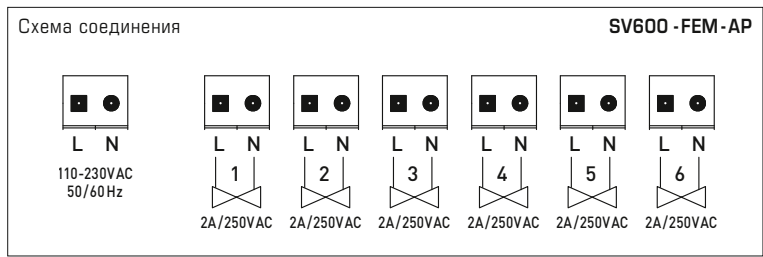 Схема соединения
SV600-FEM-AP
L N L N L N L N L N L N L N
1 2 3 4 5 6
110-230VAC
50/60Hz
2A/250VAC 2A/250VAC 2A/250VAC 2A/250VAC 2A/250VAC 2A/250VAC